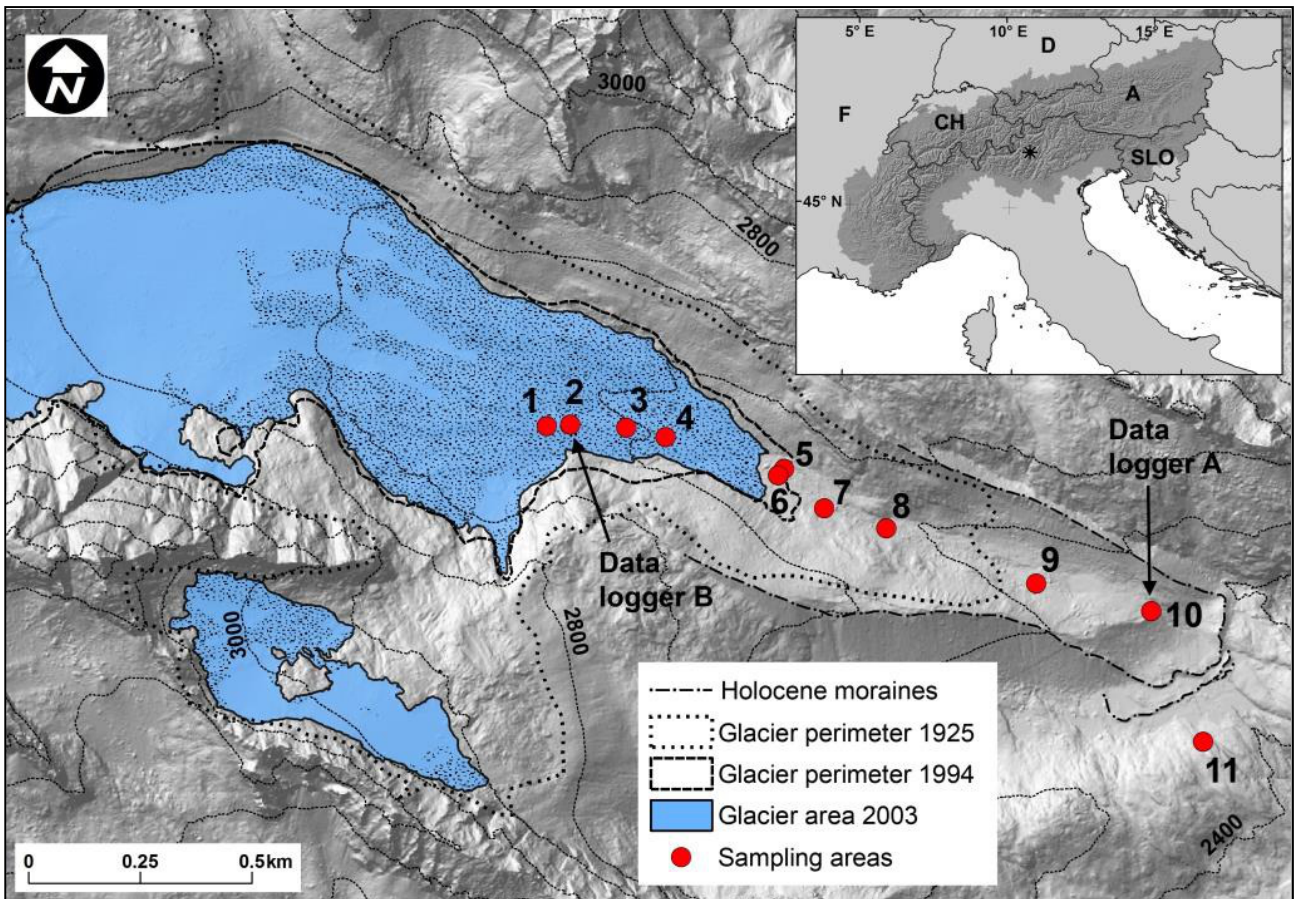 N
3000
2800
1
2
3
4
5
6
7
8
9
10
11
Data
logger A
Data
logger B
3000
2800
2400
5° E
10° E
15° E
D
F
CH
A
SLO
45° N
Holocene moraines
Glacier perimeter 1925
Glacier perimeter 1994
Glacier area 2003
Sampling areas
0 0.25 0.5km